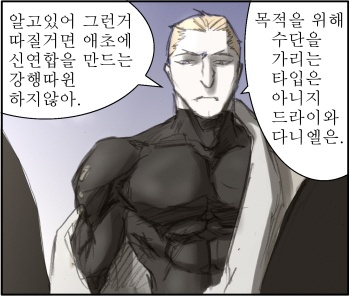 알고있어 그런거
따질거면 애초에
신연합을 만드는
강행따윈
하지않아.
목적을 위해
수단을
가리는
타입은
아니지
드라이와
다니엘은.